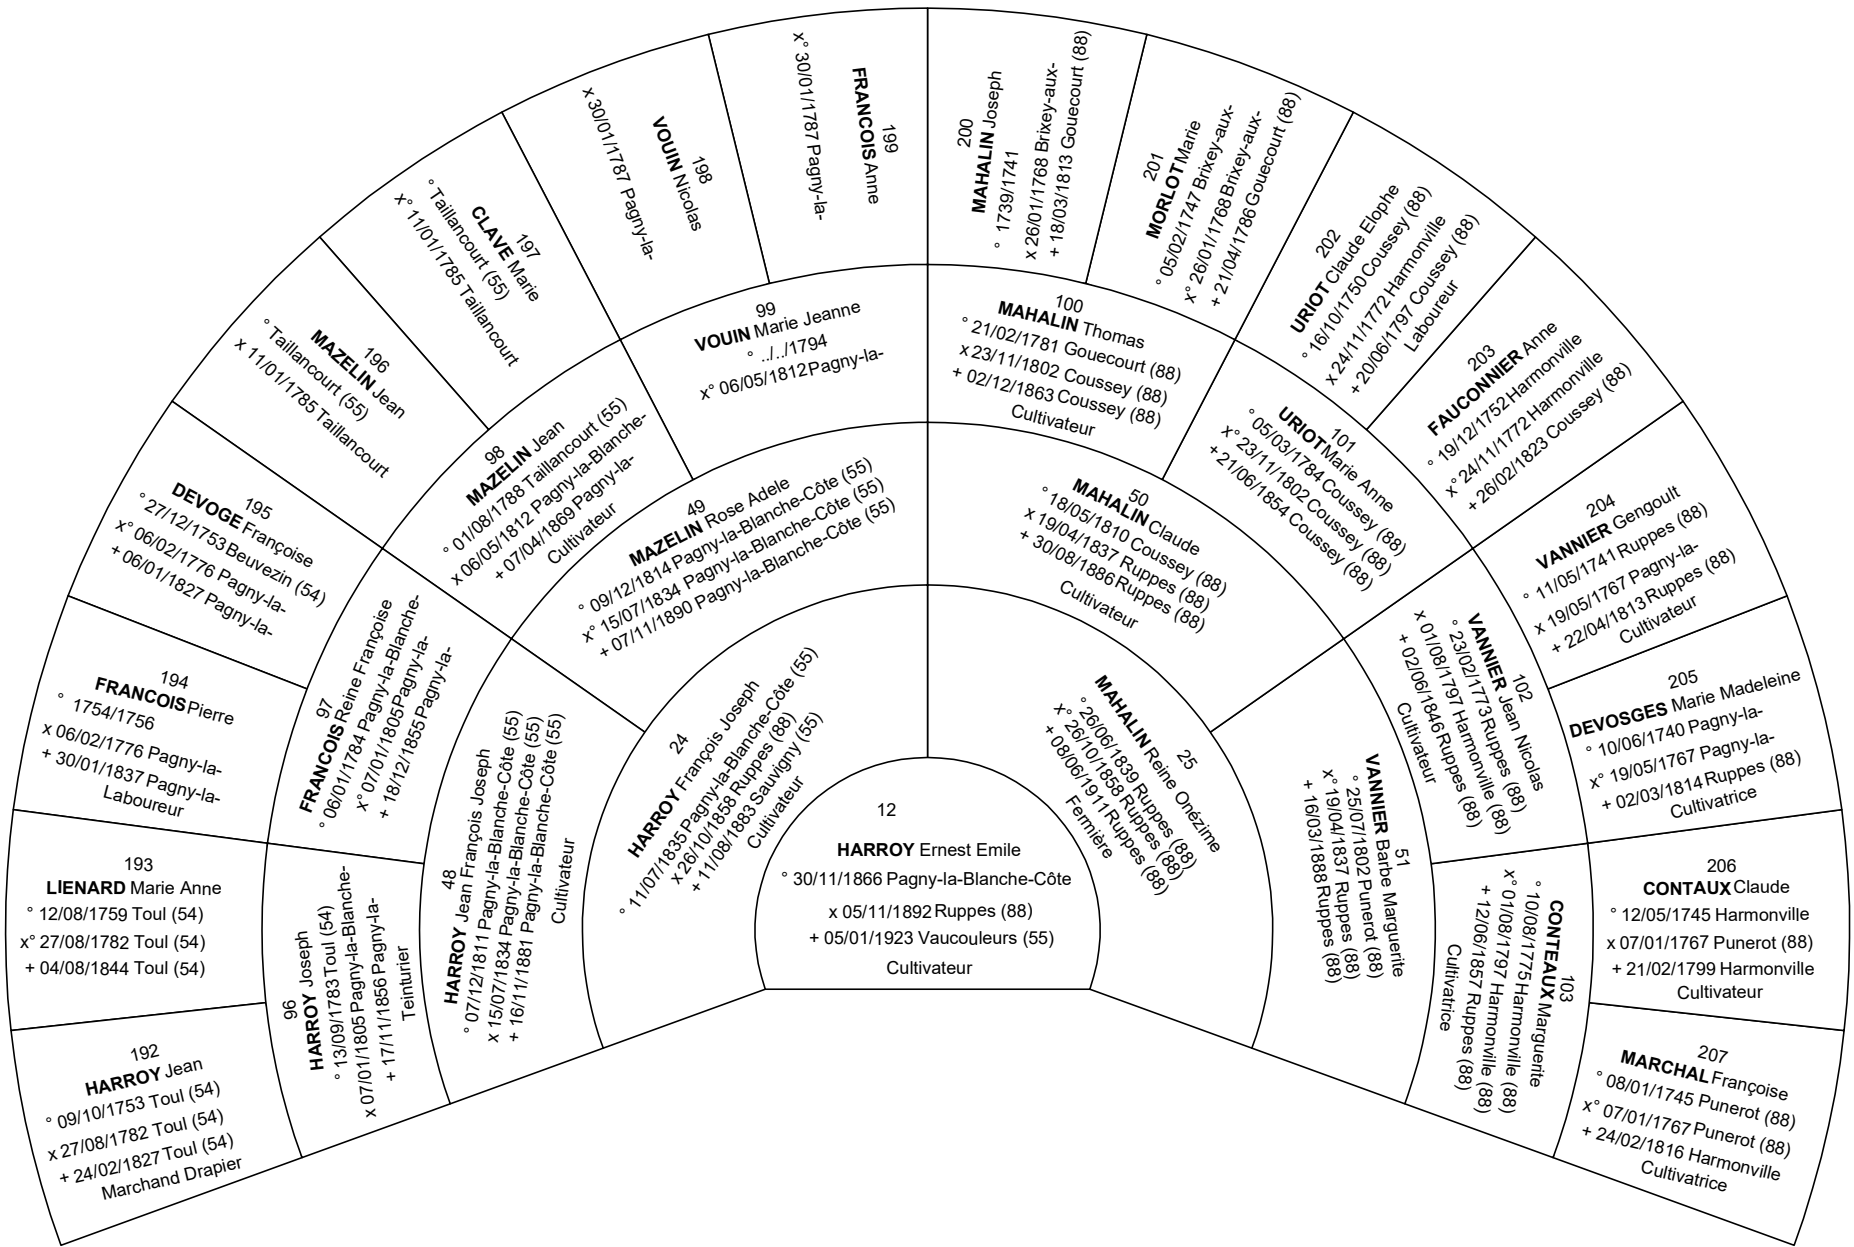 12
HARROY Ernest Emile
° 30/11/1866 Pagny-la-Blanche-Côte
x 05/11/1892 Ruppes (88)
+ 05/01/1923 Vaucouleurs (55)
Cultivateur
24
HARROY François Joseph
° 11/07/1835 Pagny-la-Blanche-Côte (55)
x 26/10/1858 Ruppes (88)
+ 11/08/1883 Sauvigny (55)
Cultivateur
25
MAHALIN Reine Onézime
° 26/06/1839 Ruppes (88)
x° 26/10/1858 Ruppes (88)
+ 08/06/1911 Ruppes (88)
Fermière
48
HARROY Jean François Joseph
° 07/12/1811 Pagny-la-Blanche-Côte (55)
x 15/07/1834 Pagny-la-Blanche-Côte (55)
+ 16/11/1881 Pagny-la-Blanche-Côte (55)
Cultivateur
49
MAZELIN Rose Adele
° 09/12/1814 Pagny-la-Blanche-Côte (55)
x° 15/07/1834 Pagny-la-Blanche-Côte (55)
+ 07/11/1890 Pagny-la-Blanche-Côte (55)
50
MAHALIN Claude
° 18/05/1810 Coussey (88)
x 19/04/1837 Ruppes (88)
+ 30/08/1886 Ruppes (88)
Cultivateur
51
VANNIER Barbe Marguerite
° 25/07/1802 Punerot (88)
x° 19/04/1837 Ruppes (88)
+ 16/03/1888 Ruppes (88)
96
HARROY Joseph
° 13/09/1783 Toul (54)
x 07/01/1805 Pagny-la-Blanche-
+ 17/11/1856 Pagny-la-
Teinturier
97
FRANCOIS Reine Françoise
° 06/01/1784 Pagny-la-Blanche-
x° 07/01/1805 Pagny-la-
+ 18/12/1855 Pagny-la-
98
MAZELIN Jean
° 01/08/1788 Taillancourt (55)
x 06/05/1812 Pagny-la-Blanche-
+ 07/04/1869 Pagny-la-
Cultivateur
99
VOUIN Marie Jeanne
° ../../1794
x° 06/05/1812 Pagny-la-
100
MAHALIN Thomas
° 21/02/1781 Gouecourt (88)
x 23/11/1802 Coussey (88)
+ 02/12/1863 Coussey (88)
Cultivateur
101
URIOT Marie Anne
° 05/03/1784 Coussey (88)
x° 23/11/1802 Coussey (88)
+ 21/06/1854 Coussey (88)
102
VANNIER Jean Nicolas
° 23/02/1773 Ruppes (88)
x 01/08/1797 Harmonville (88)
+ 02/06/1846 Ruppes (88)
Cultivateur
103
CONTEAUX Marguerite
° 10/08/1775 Harmonville (88)
x° 01/08/1797 Harmonville (88)
+ 12/06/1857 Ruppes (88)
Cultivatrice
192
HARROY Jean
° 09/10/1753 Toul (54)
x 27/08/1782 Toul (54)
+ 24/02/1827 Toul (54)
Marchand Drapier
193
LIENARD Marie Anne
° 12/08/1759 Toul (54)
x° 27/08/1782 Toul (54)
+ 04/08/1844 Toul (54)
194
FRANCOIS Pierre
° 1754/1756
x 06/02/1776 Pagny-la-
+ 30/01/1837 Pagny-la-
Laboureur
195
DEVOGE Françoise
° 27/12/1753 Beuvezin (54)
x° 06/02/1776 Pagny-la-
+ 06/01/1827 Pagny-la-
196
MAZELIN Jean
° Taillancourt (55)
x 11/01/1785 Taillancourt
197
CLAVE Marie
° Taillancourt (55)
x° 11/01/1785 Taillancourt
198
VOUIN Nicolas
x 30/01/1787 Pagny-la-
199
FRANCOIS Anne
x° 30/01/1787 Pagny-la-
200
MAHALIN Joseph
° 1739/1741
x 26/01/1768 Brixey-aux-
+ 18/03/1813 Gouecourt (88)
201
MORLOT Marie
° 05/02/1747 Brixey-aux-
x° 26/01/1768 Brixey-aux-
+ 21/04/1786 Gouecourt (88)
202
URIOT Claude Elophe
° 16/10/1750 Coussey (88)
x 24/11/1772 Harmonville
+ 20/06/1797 Coussey (88)
Laboureur
203
FAUCONNIER Anne
° 19/12/1752 Harmonville
x° 24/11/1772 Harmonville
+ 26/02/1823 Coussey (88)
204
VANNIER Gengoult
° 11/05/1741 Ruppes (88)
x 19/05/1767 Pagny-la-
+ 22/04/1813 Ruppes (88)
Cultivateur
205
DEVOSGES Marie Madeleine
° 10/06/1740 Pagny-la-
x° 19/05/1767 Pagny-la-
+ 02/03/1814 Ruppes (88)
Cultivatrice
206
CONTAUX Claude
° 12/05/1745 Harmonville
x 07/01/1767 Punerot (88)
+ 21/02/1799 Harmonville
Cultivateur
207
MARCHAL Françoise
° 08/01/1745 Punerot (88)
x° 07/01/1767 Punerot (88)
+ 24/02/1816 Harmonville
Cultivatrice